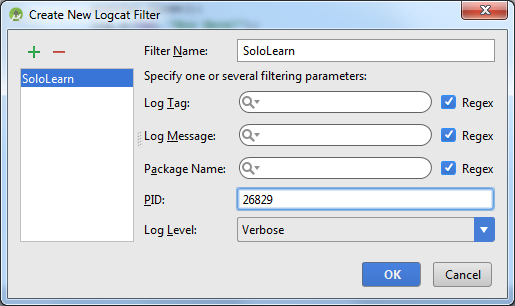 Create New Logcat Filter
SoloLearn
Filter Name: SoloLearn
Specify one or several filtering parameters:
Log Tag: Regex
Log Message: Regex
Package Name: Regex
PID: 26829
Log Level: Verbose
OK Cancel